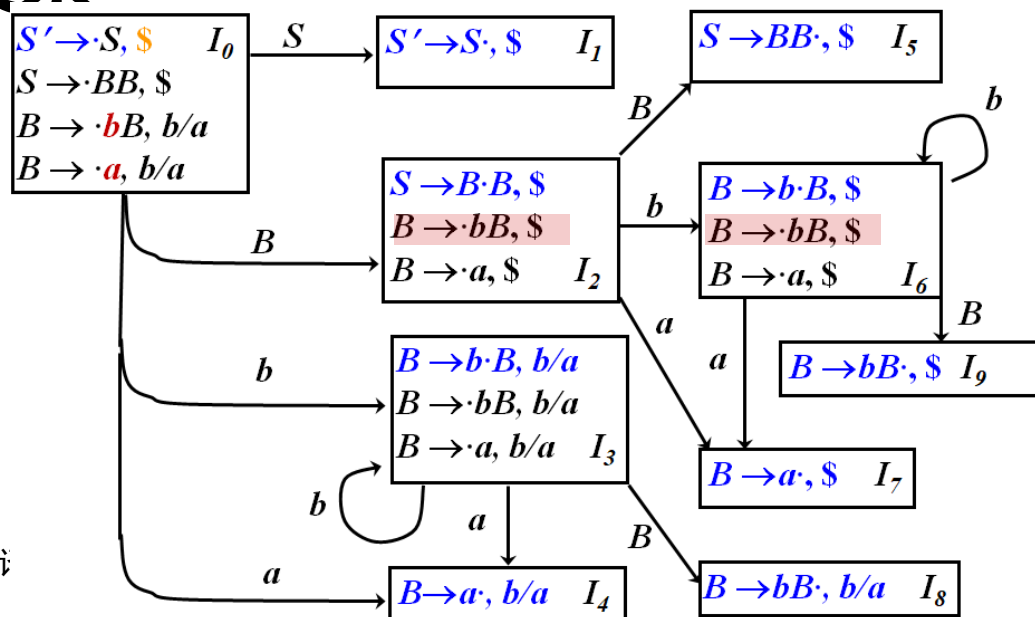 S′→·S, $ I0
S →·BB, $
B → ·bB, b/a
B → ·a, b/a
S
S′→S·, $ I1
S →BB·, $ I5
B
b
S →B·B, $
B →·bB, $
B →·a, $ I2
b
B →b·B, $
B →·bB, $
B →·a, $ I6
B
a
a
B
B →bB·, $ I9
b
B →b·B, b/a
B →·bB, b/a
B →·a, b/a I3
B →a·, $ I7
b
a
B
a
B→a·, b/a I4
B →bB·, b/a I8